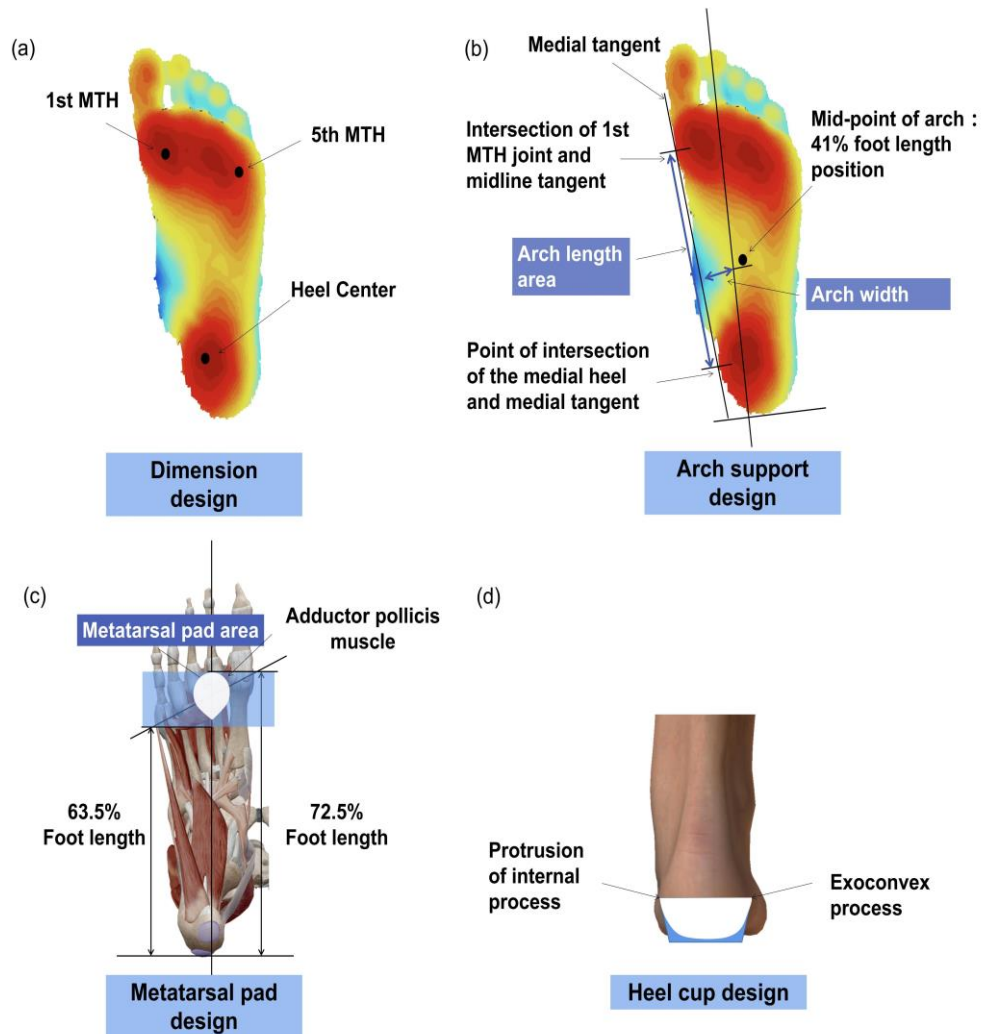 (a)
1st MTH
5th MTH
Heel Center
Dimension
design
(b)
Medial tangent
Intersection of 1st
MTH joint and
midline tangent
Mid-point of arch :
41% foot length
position
Arch length
area
Arch width
Point of intersection
of the medial heel
and medial tangent
Arch support
design
(c)
Metatarsal pad area
Adductor pollicis
muscle
63.5%
Foot length
72.5%
Foot length
Metatarsal pad
design
(d)
Protrusion
of internal
process
Exoconvex
process
Heel cup design